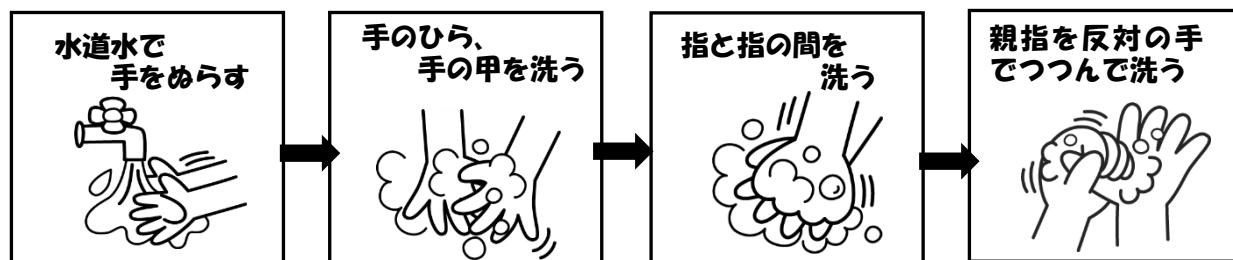 水道水で
手をぬらす
手のひら、
手の甲を洗う
指と指の間を
洗う
親指を反対の手
でつつんで洗う